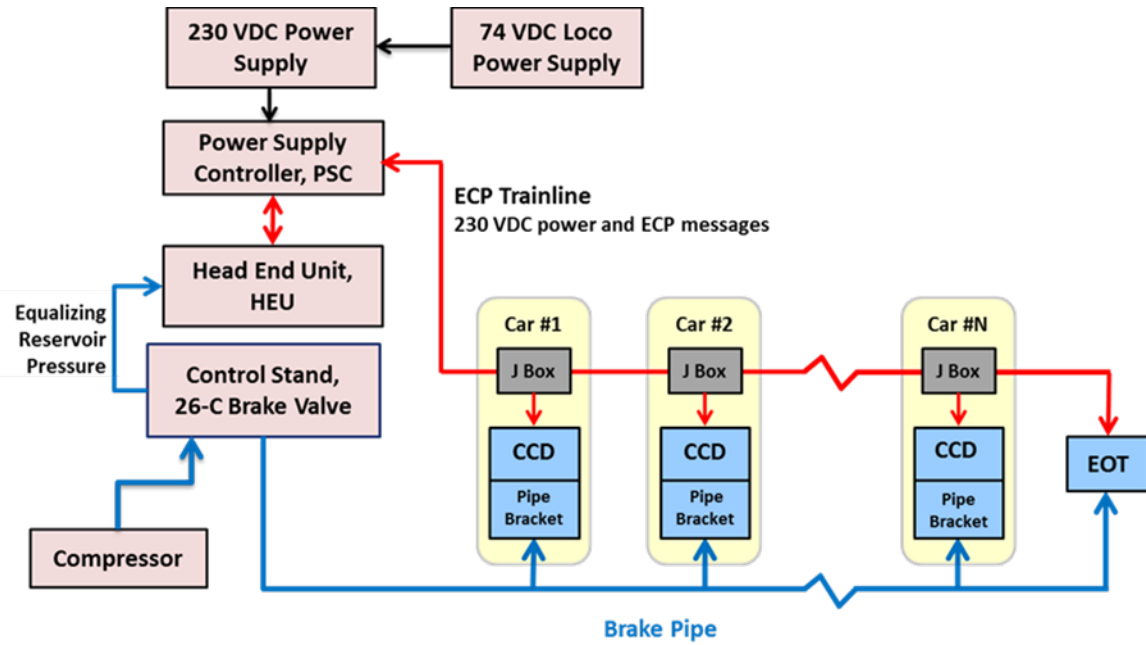 230 VDC Power
Supply
74 VDC Loco
Power Supply
Power Supply
Controller, PSC
ECP Trainline
230 VDC power and ECP messages
Head End Unit,
HEU
Equalizing
Reservoir
Pressure
Control Stand,
26-C Brake Valve
Compressor
Car #1
J Box
CCD
Pipe
Bracket
Car #2
J Box
CCD
Pipe
Bracket
Car #N
J Box
CCD
Pipe
Bracket
EOT
Brake Pipe